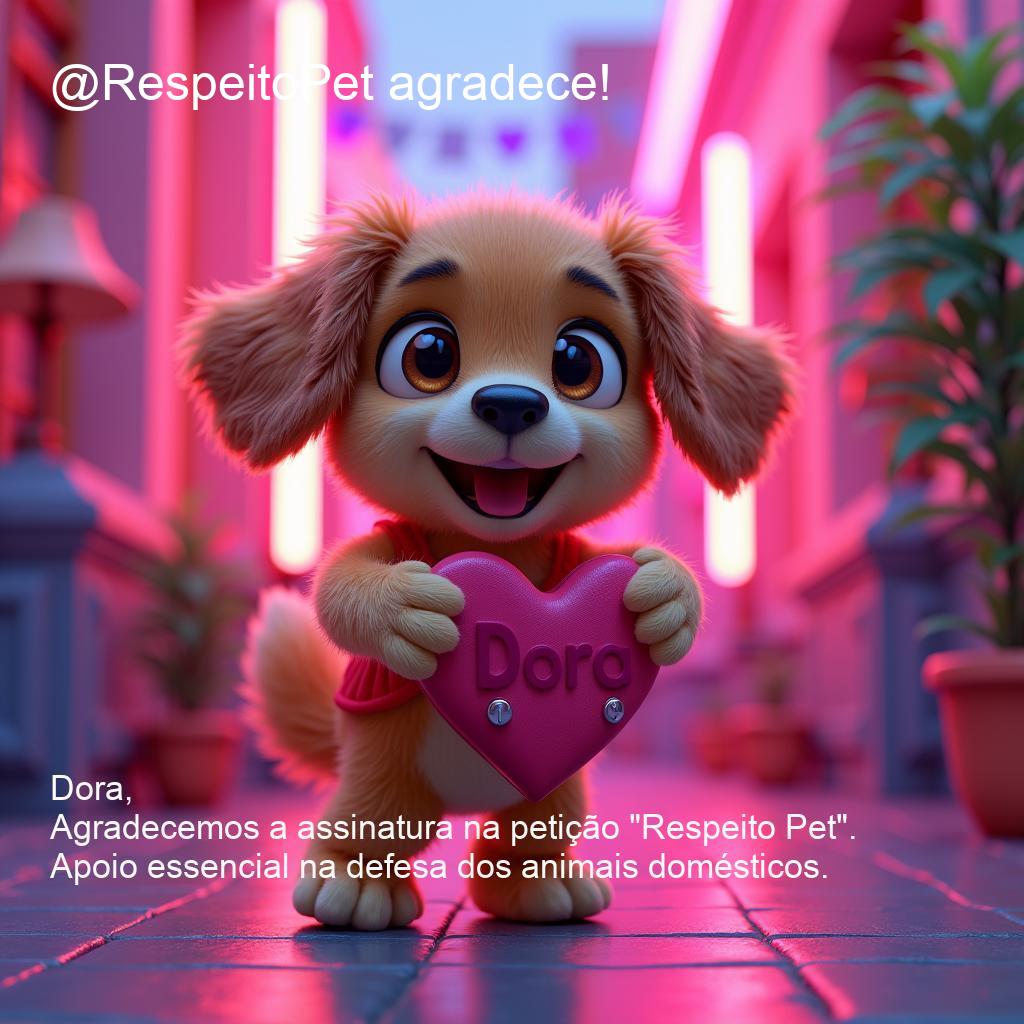 @RespeitoPet agradece!
Dora
Dora,
Agradecemos a assinatura na petição "Respeito Pet".
Apoio essencial na defesa dos animais domésticos.